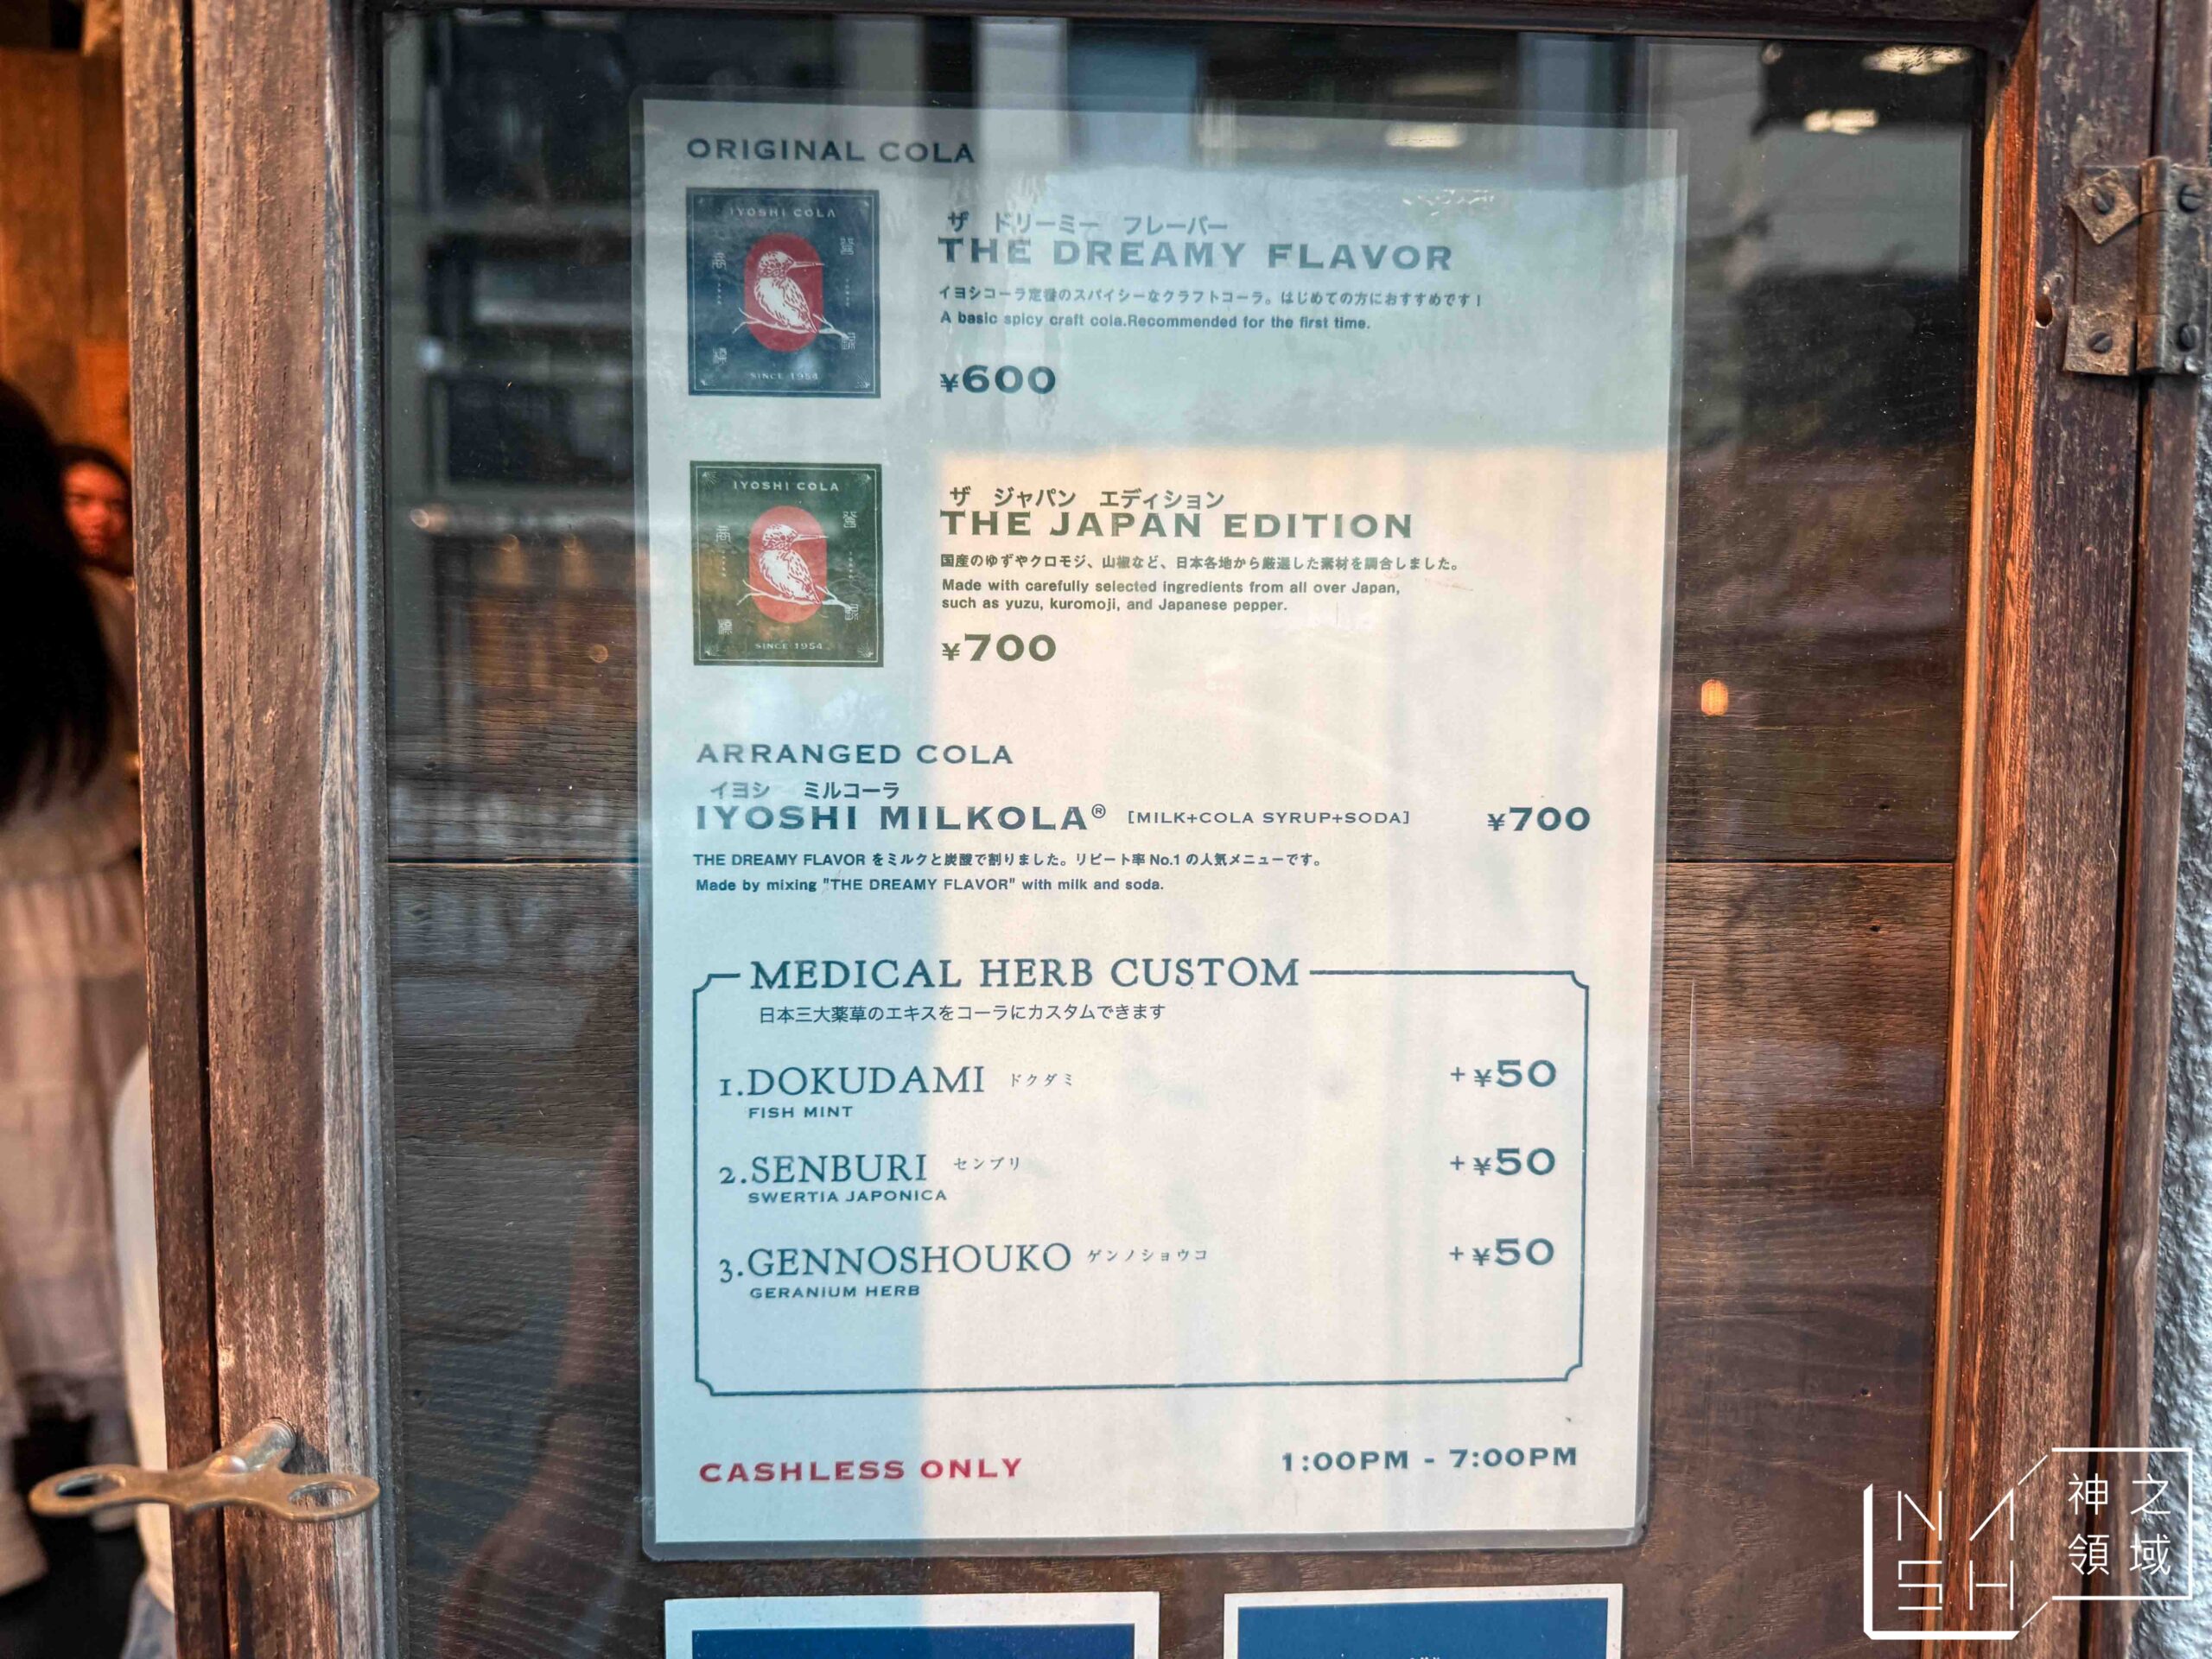 ORIGINAL COLA
IYOSHI COLA
SINCE 1954
ザ ドリーミー フレーバー
THE DREAMY FLAVOR
イヨシコーラ定番のスパイシーなクラフトコーラ。はじめての方におすすめです！
A basic spicy craft cola.Recommended for the first time.
¥600
IYOSHI COLA
SINCE 1954
ザ ジャパン エディション
THE JAPAN EDITION
国産のゆずやクロモジ、山椒など、日本各地から厳選した素材を調合しました。
Made with carefully selected ingredients from all over Japan,
such as yuzu, kuromoji, and Japanese pepper.
¥700
ARRANGED COLA
イヨシ ミルコーラ
IYOSHI MILKOLA® [MILK+COLA SYRUP+SODA] ¥700
THE DREAMY FLAVOR をミルクと炭酸で割りました。リピート率 No.1 の人気メニューです。
Made by mixing "THE DREAMY FLAVOR" with milk and soda.
MEDICAL HERB CUSTOM
日本三大薬草のエキスをコーラにカスタムできます
1.DOKUDAMI ドクダミ +¥50
FISH MINT
2.SENBURI センブリ +¥50
SWERTIA JAPONICA
3.GENNOSHOUKO ゲンノショウコ +¥50
GERANIUM HERB
CASHLESS ONLY 1:00PM - 7:00PM
NASH
神之
領域